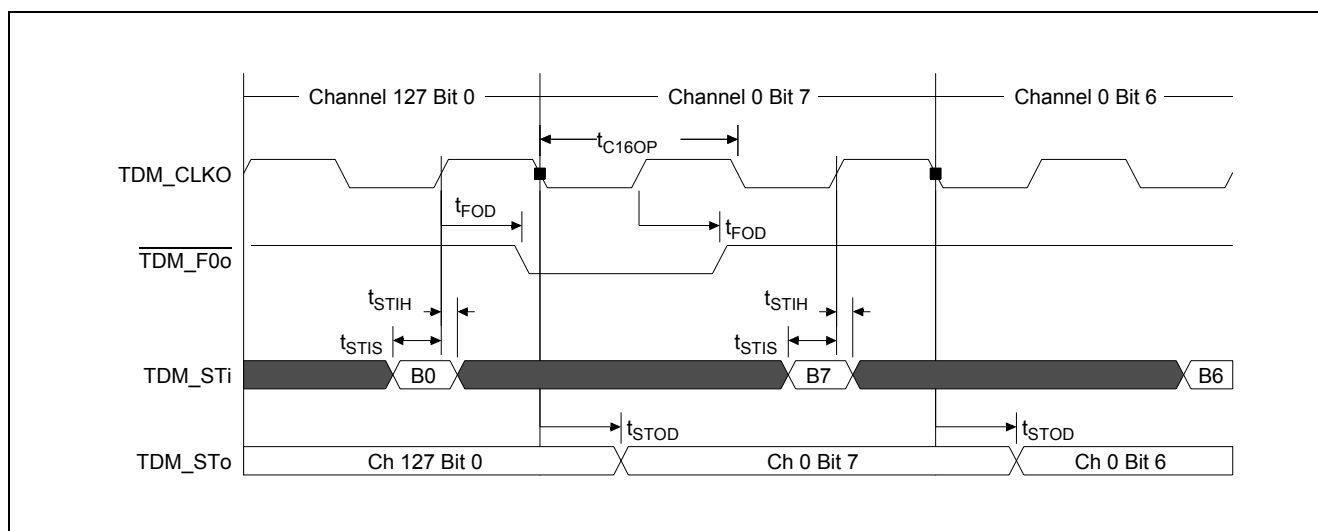 Channel 127 Bit 0 Channel 0 Bit 7 Channel 0 Bit 6
tC16OP
TDM_CLKO
tFOD tFOD
TDM_F0o
tSTIH tSTIH
tSTIS tSTIS
TDM_STi B0 B7 B6
tSTOD tSTOD
TDM_STo Ch 127 Bit 0 Ch 0 Bit 7 Ch 0 Bit 6